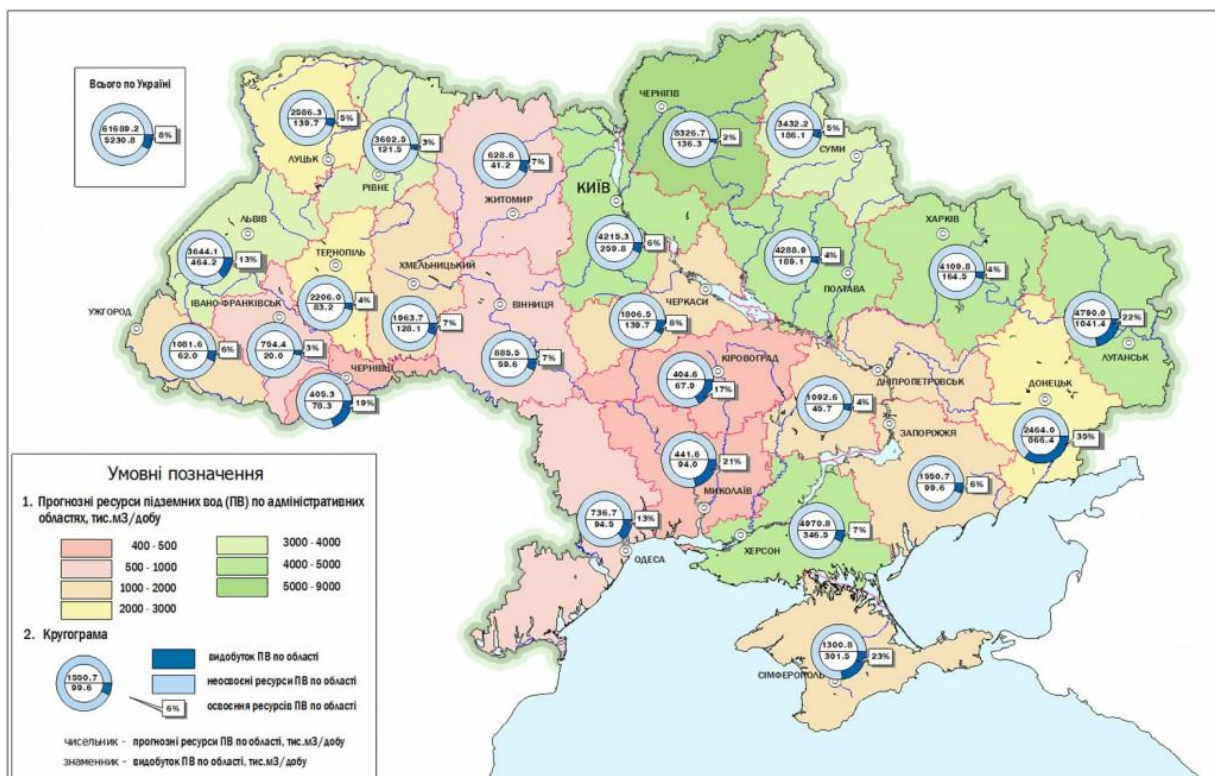 Всього по Україні
61689.2
5230.8
8%
ЧЕРНІГІВ
8326.7
136.3
2%
3432.2
186.1
5%
СУМИ
2586.3
139.7
5%
ЛУЦЬК
3602.5
121.5
3%
РІВНЕ
628.6
41.2
7%
ЖИТОМИР
КИЇВ
4215.3
259.8
6%
ЛЬВІВ
3644.1
464.2
13%
ТЕРНОПІЛЬ
2206.0
83.2
4%
ХМЕЛЬНИЦЬКИЙ
1963.7
128.1
7%
ВІННИЦЯ
885.5
59.6
7%
ЧЕРКАСИ
1806.5
139.7
8%
4288.9
189.1
4%
ПОЛТАВА
ХАРКІВ
4109.8
164.5
4%
4790.0
1041.4
22%
ЛУГАНСЬК
УЖГОРОД
1081.6
62.0
6%
ІВАНО-ФРАНКІВСЬК
754.4
20.0
3%
ЧЕРНІВЦІ
405.3
78.3
19%
КІРОВОГРАД
404.6
67.9
17%
ДНІПРОПЕТРОВСЬК
1092.6
45.7
4%
ДОНЕЦЬК
2464.0
866.4
35%
ЗАПОРІЖЖЯ
1550.7
99.6
6%
441.6
94.0
21%
МИКОЛАЇВ
736.7
94.5
13%
ОДЕСА
4970.8
346.5
7%
ХЕРСОН
1300.8
301.5
23%
СІМФЕРОПОЛЬ
Умовні позначення
1. Прогнозні ресурси підземних вод (ПВ) по адміністративних
областях, тис.м3/добу
400 - 500
500 - 1000
1000 - 2000
2000 - 3000
3000 - 4000
4000 - 5000
5000 - 9000
2. Кругограма
1550.7
99.6
6%
видобуток ПВ по області
неосвоєні ресурси ПВ по області
освоєння ресурсів ПВ по області
чисельник - прогнозні ресурси ПВ по області, тис.м3/добу
знаменник - видобуток ПВ по області, тис.м3/добу